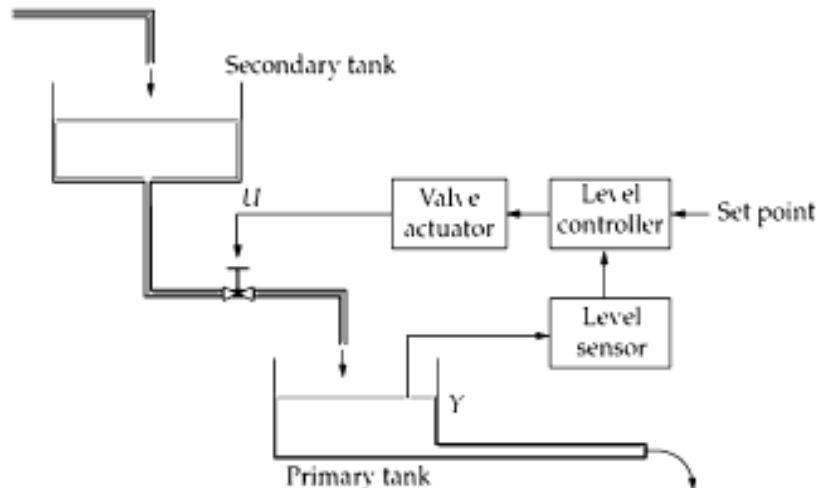 Secondary tank
U
Valve
actuator
Level
controller
Set point
Level
sensor
Y
Primary tank